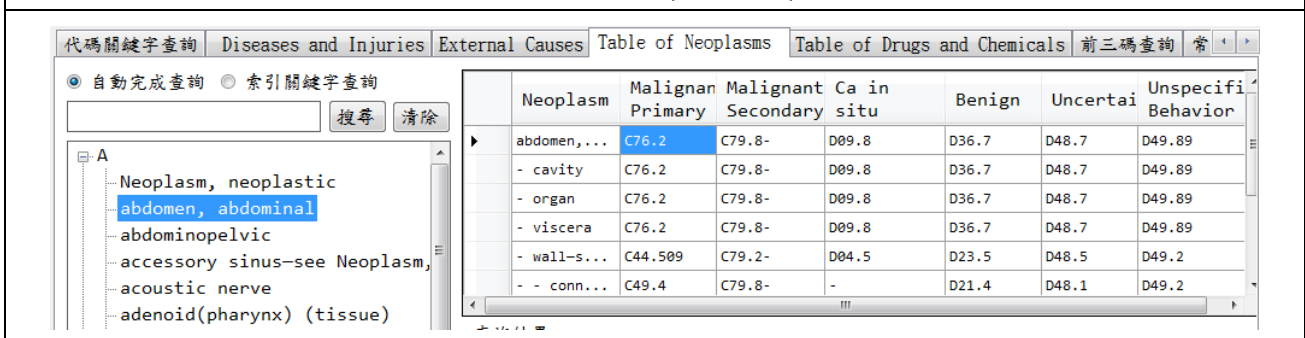 代碼關鍵字查詢 Diseases and Injuries External Causes Table of Neoplasms Table of Drugs and Chemicals 前三碼查詢 常
自動完成查詢 索引關鍵字查詢
搜尋 清除
A
Neoplasm, neoplastic
abdomen, abdominal
abdominopelvic
accessory sinus—see Neoplasm,
acoustic nerve
adenoid(pharynx) (tissue)
Neoplasm Malignan Primary Malignant Secondary Ca in situ Benign Uncertai Unspecifi Behavior
abdomen,... C76.2 C79.8- D09.8 D36.7 D48.7 D49.89
- cavity C76.2 C79.8- D09.8 D36.7 D48.7 D49.89
- organ C76.2 C79.8- D09.8 D36.7 D48.7 D49.89
- viscera C76.2 C79.8- D09.8 D36.7 D48.7 D49.89
- wall-s... C44.509 C79.2- D04.5 D23.5 D48.5 D49.2
- - conn... C49.4 C79.8- - D21.4 D48.1 D49.2